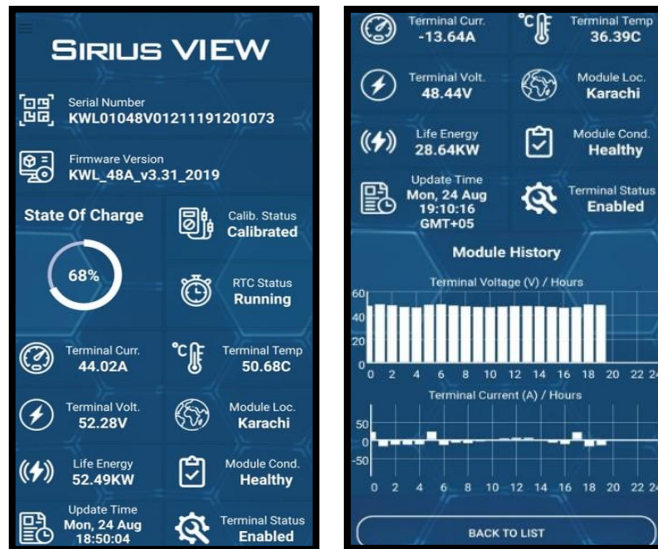 SIRIUS VIEW
Serial Number
KWL01048V01211191201073
Firmware Version
KWL_48A_v3.31_2019
State Of Charge
68%
Calib. Status
Calibrated
RTC Status
Running
Terminal Curr.
44.02A
Terminal Temp
50.68C
Terminal Volt.
52.28V
Module Loc.
Karachi
Life Energy
52.49KW
Module Cond.
Healthy
Update Time
Mon, 24 Aug
18:50:04
Terminal Status
Enabled
Terminal Curr.
-13.64A
Terminal Temp
36.39C
Terminal Volt.
48.44V
Module Loc.
Karachi
Life Energy
28.64KW
Module Cond.
Healthy
Update Time
Mon, 24 Aug
19:10:16
GMT+05
Terminal Status
Enabled
Module History
Terminal Voltage (V) / Hours
60
40
20
0
0 2 4 6 8 10 12 14 16 18 20 22 24
Terminal Current (A) / Hours
50
0
-50
0 2 4 6 8 10 12 14 16 18 20 22 24
BACK TO LIST